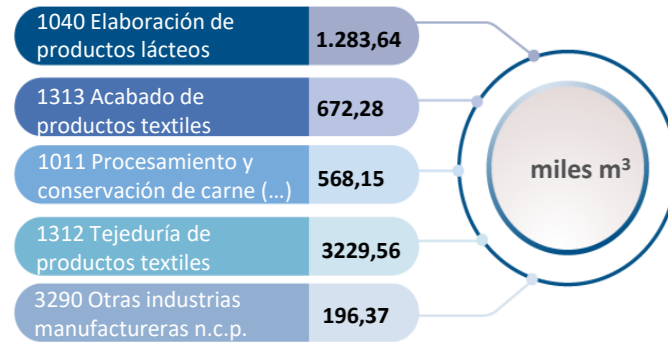 1040 Elaboración de
productos lácteos
1.283,64
1313 Acabado de
productos textiles
672,28
1011 Procesamiento y
conservación de carne (...)
568,15
1312 Tejeduría de
productos textiles
3229,56
3290 Otras industrias
manufactureras n.c.p.
196,37
miles m³